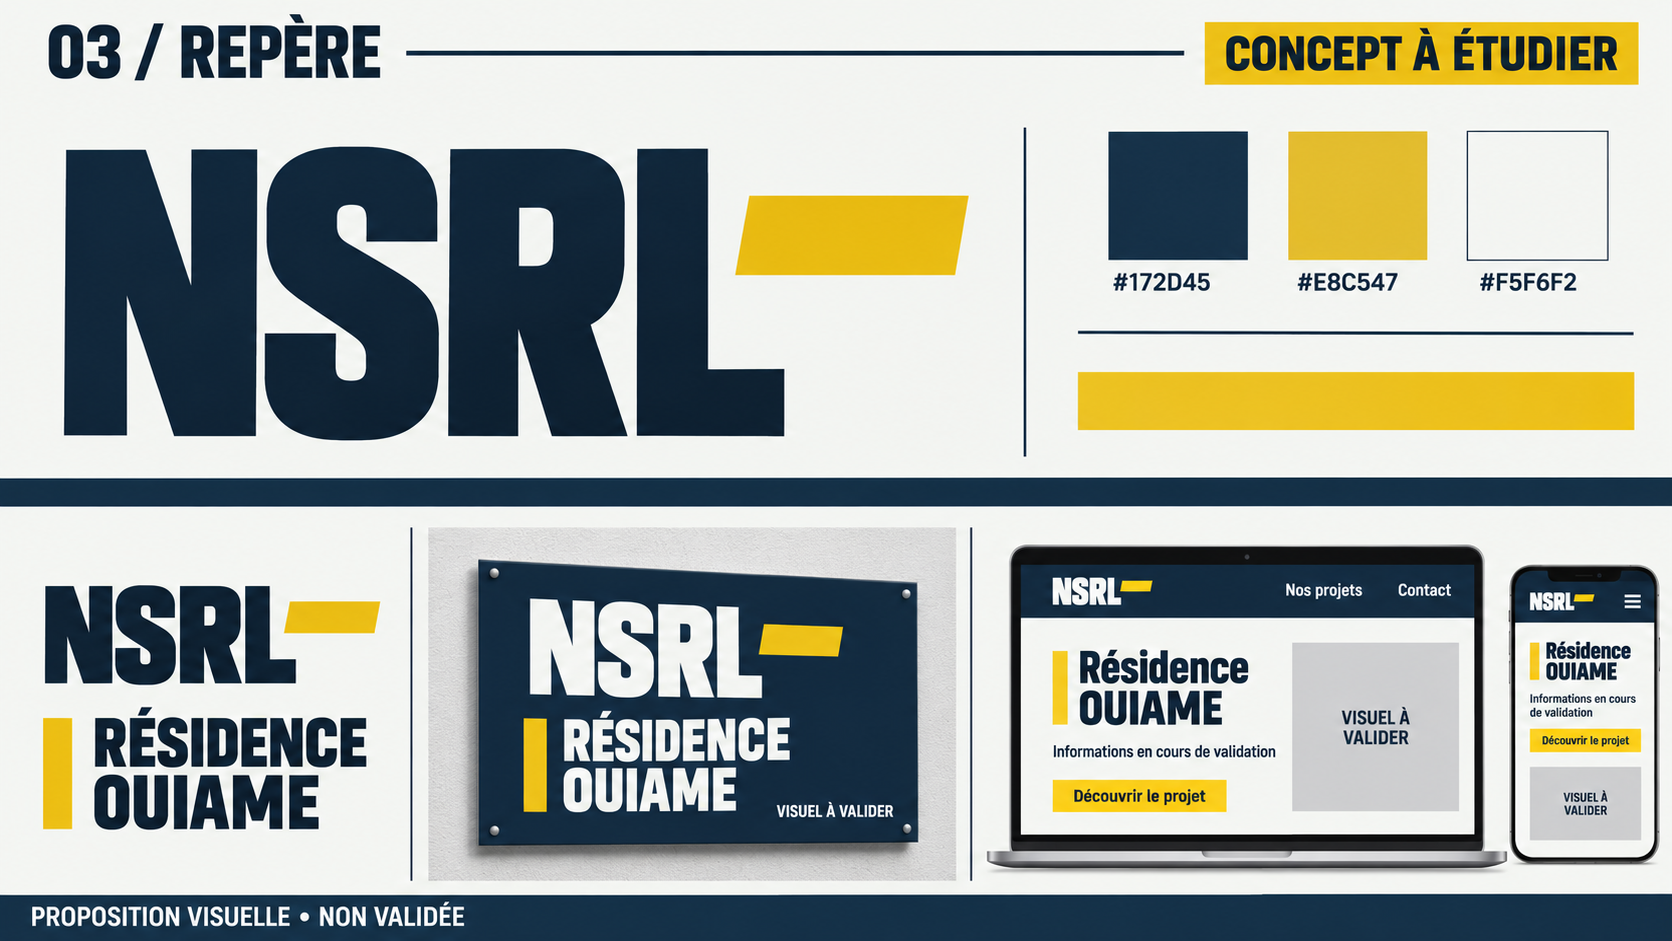 03 / REPÈRE
CONCEPT À ÉTUDIER
NSRL
#172D45
#E8C547
#F5F6F2
NSRL
RÉSIDENCE
OUIAME
NSRL
RÉSIDENCE
OUIAME
VISUEL À VALIDER
NSRL
Nos projets
Contact
Résidence
OUIAME
Informations en cours de validation
Découvrir le projet
VISUEL À
VALIDER
NSRL
Résidence
OUIAME
Informations en cours
de validation
Découvrir le projet
VISUEL À
VALIDER
PROPOSITION VISUELLE • NON VALIDÉE